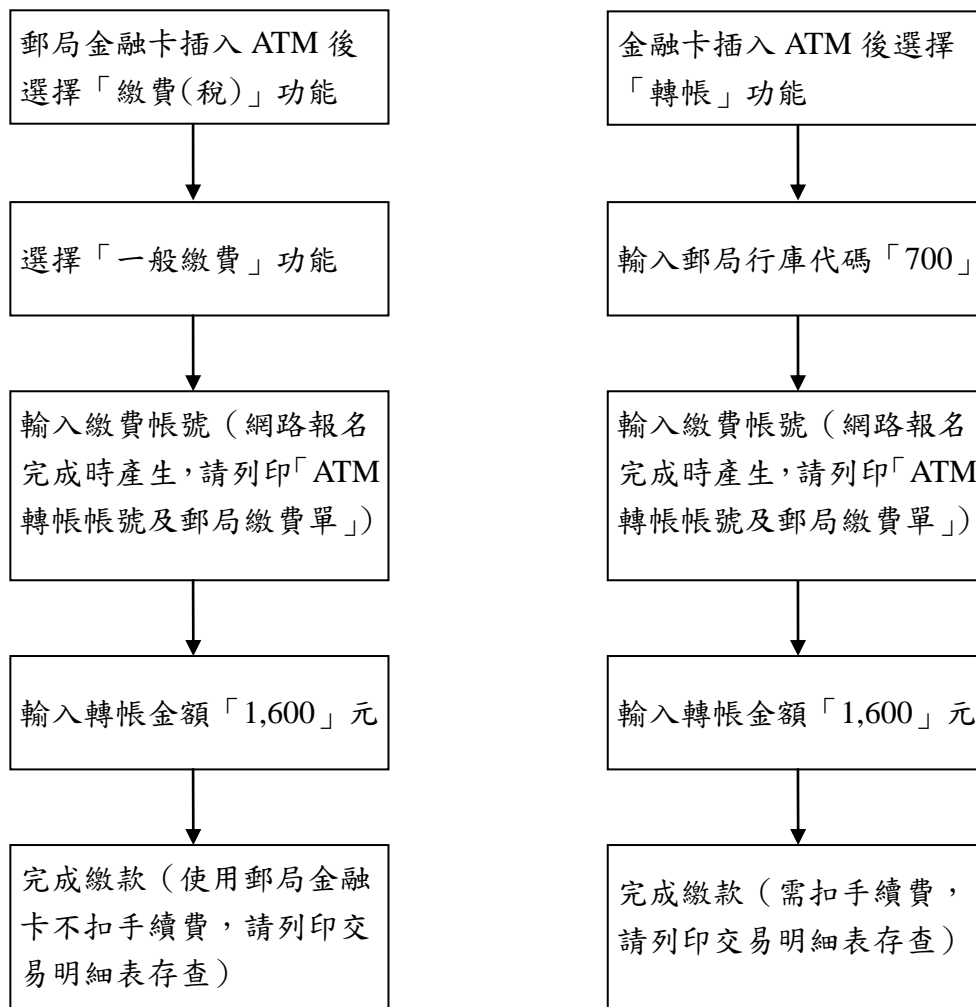 郵局金融卡插入 ATM 後
選擇「繳費(稅)」功能
選擇「一般繳費」功能
輸入繳費帳號（網路報名
完成時產生，請列印「ATM
轉帳帳號及郵局繳費單」）
輸入轉帳金額「1,600」元
完成繳款（使用郵局金融
卡不扣手續費，請列印交
易明細表存查）
金融卡插入 ATM 後選擇
「轉帳」功能
輸入郵局行庫代碼「700」
輸入繳費帳號（網路報名
完成時產生，請列印「ATM
轉帳帳號及郵局繳費單」）
輸入轉帳金額「1,600」元
完成繳款（需扣手續費，
請列印交易明細表存查）